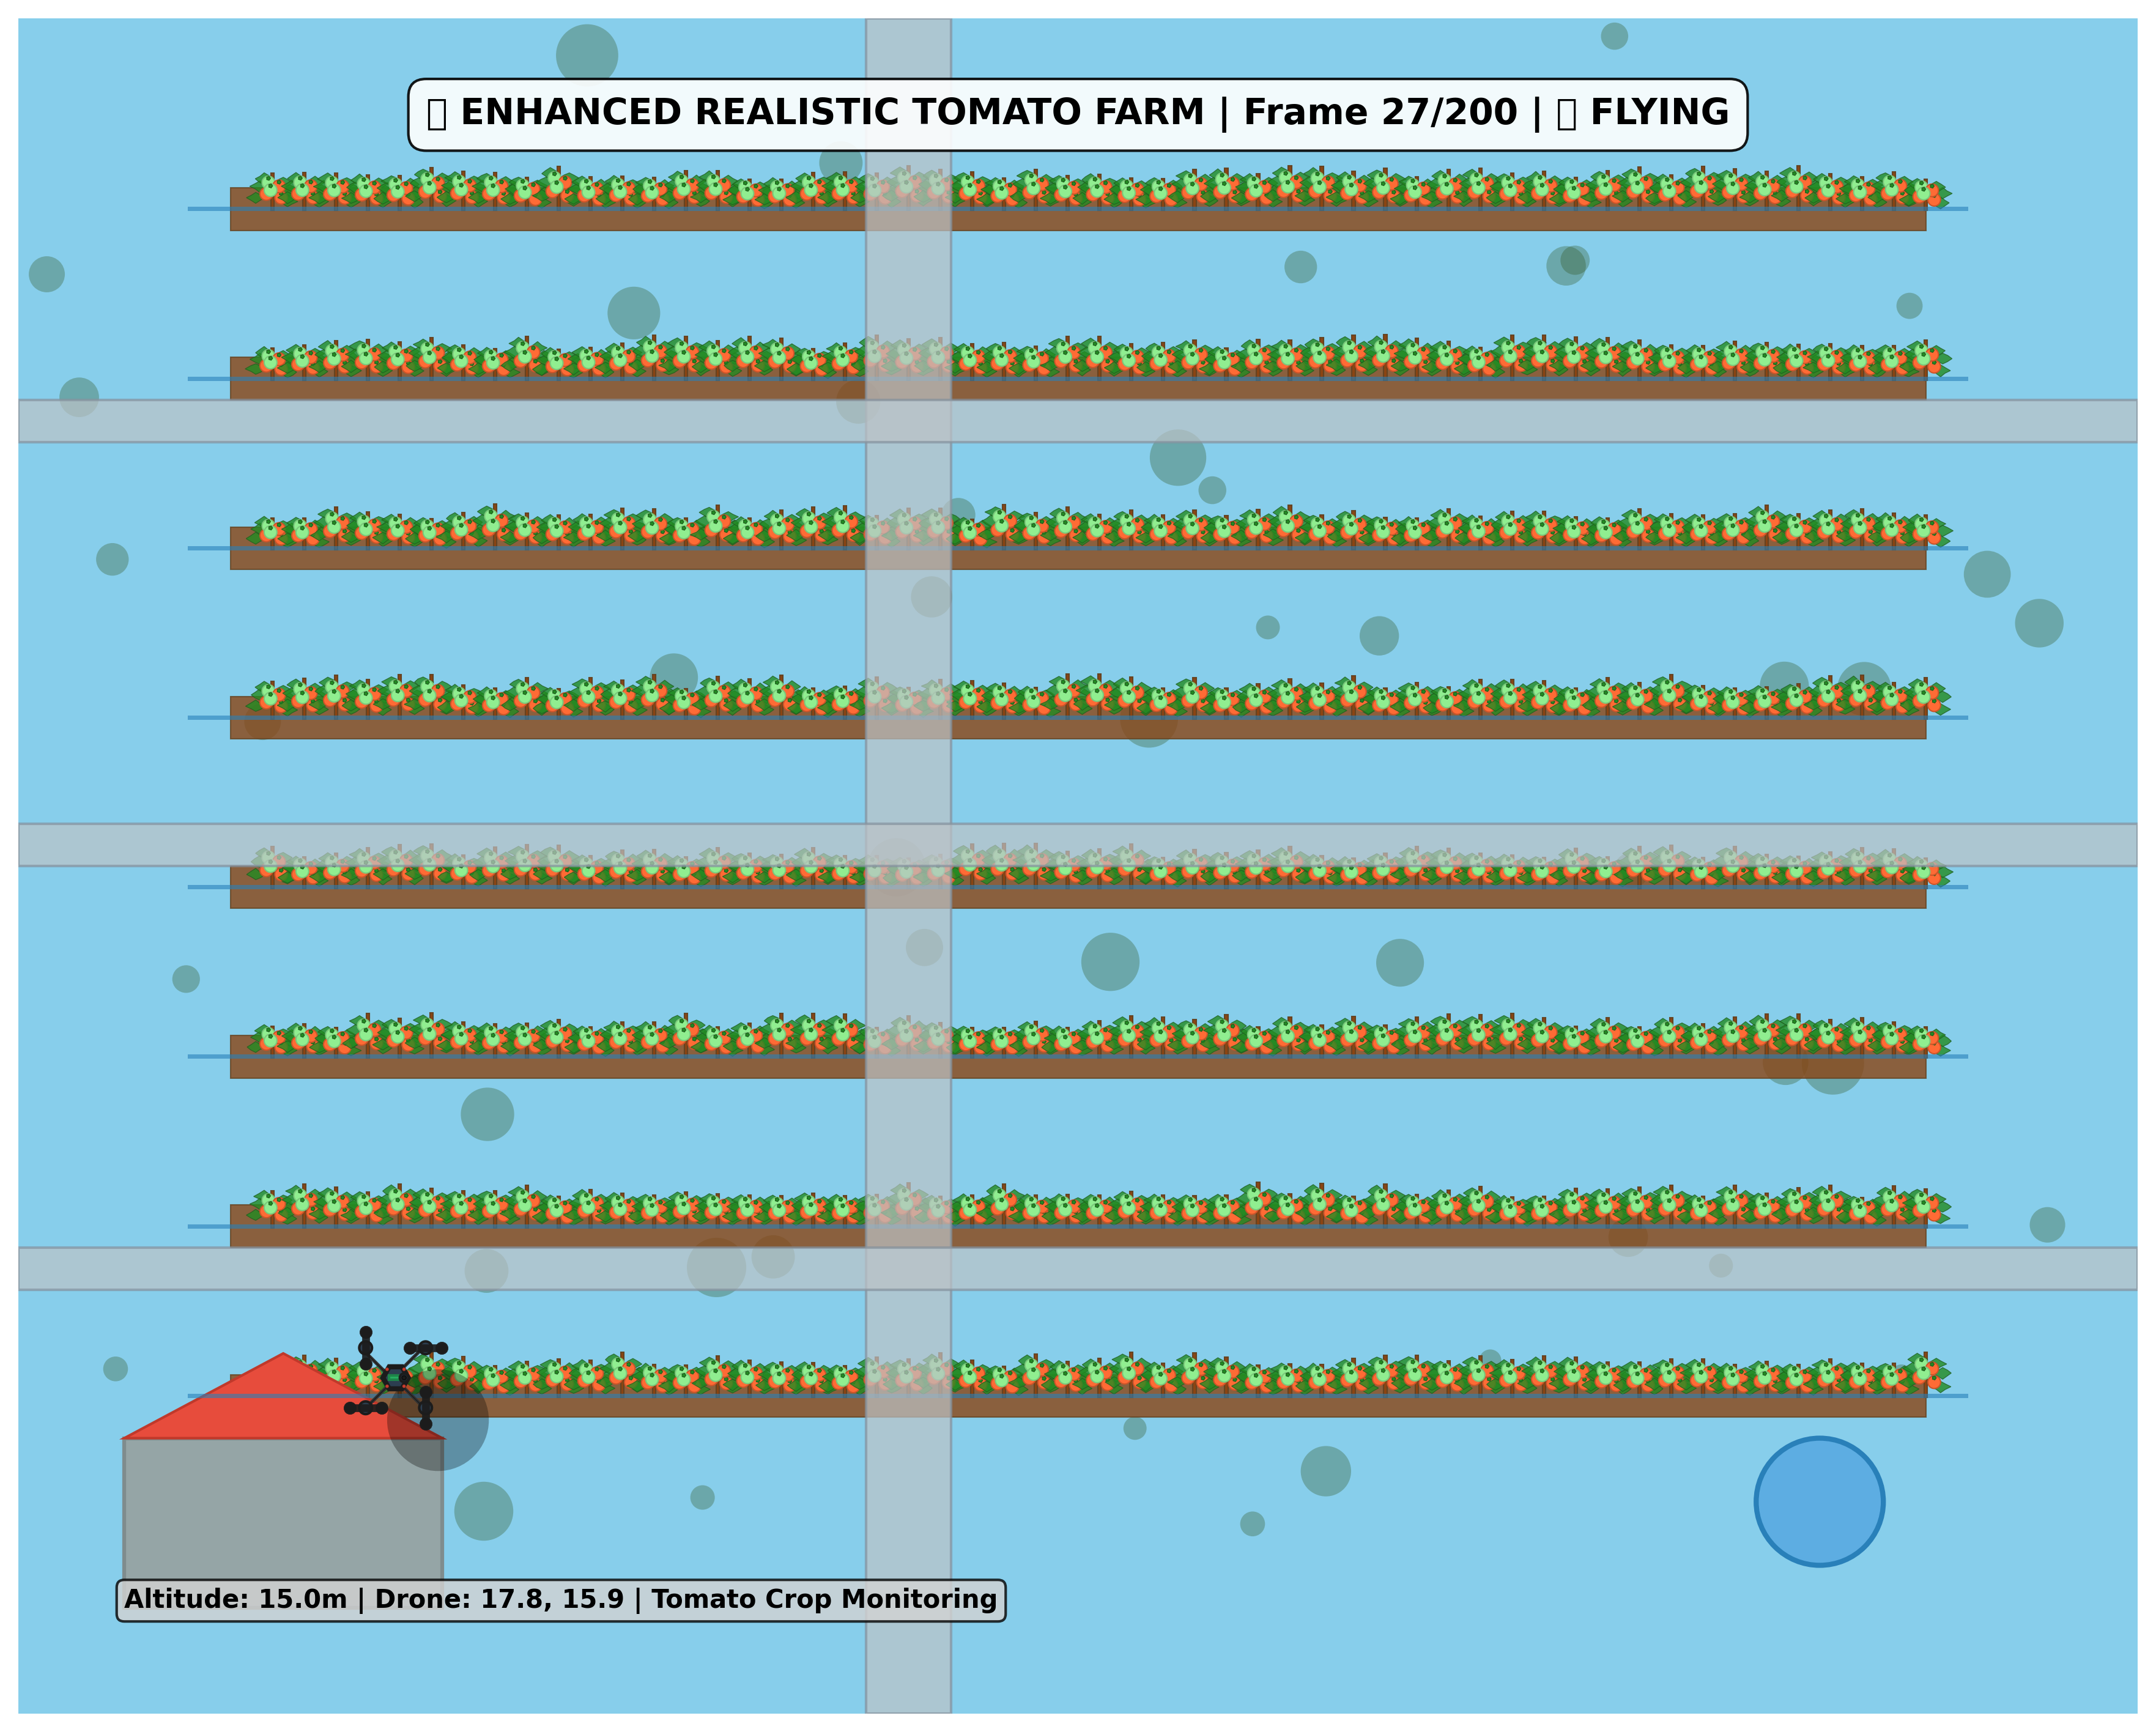 ▯ ENHANCED REALISTIC TOMATO FARM | Frame 27/200 | ▯ FLYING
Altitude: 15.0m | Drone: 17.8, 15.9 | Tomato Crop Monitoring